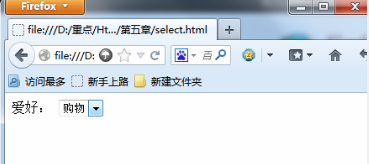 Firefox
file:///D:/重点/Ht.../第五章/select.html
file:///D: 百
访问最多 新手上路 新建文件夹
爱好： 购物